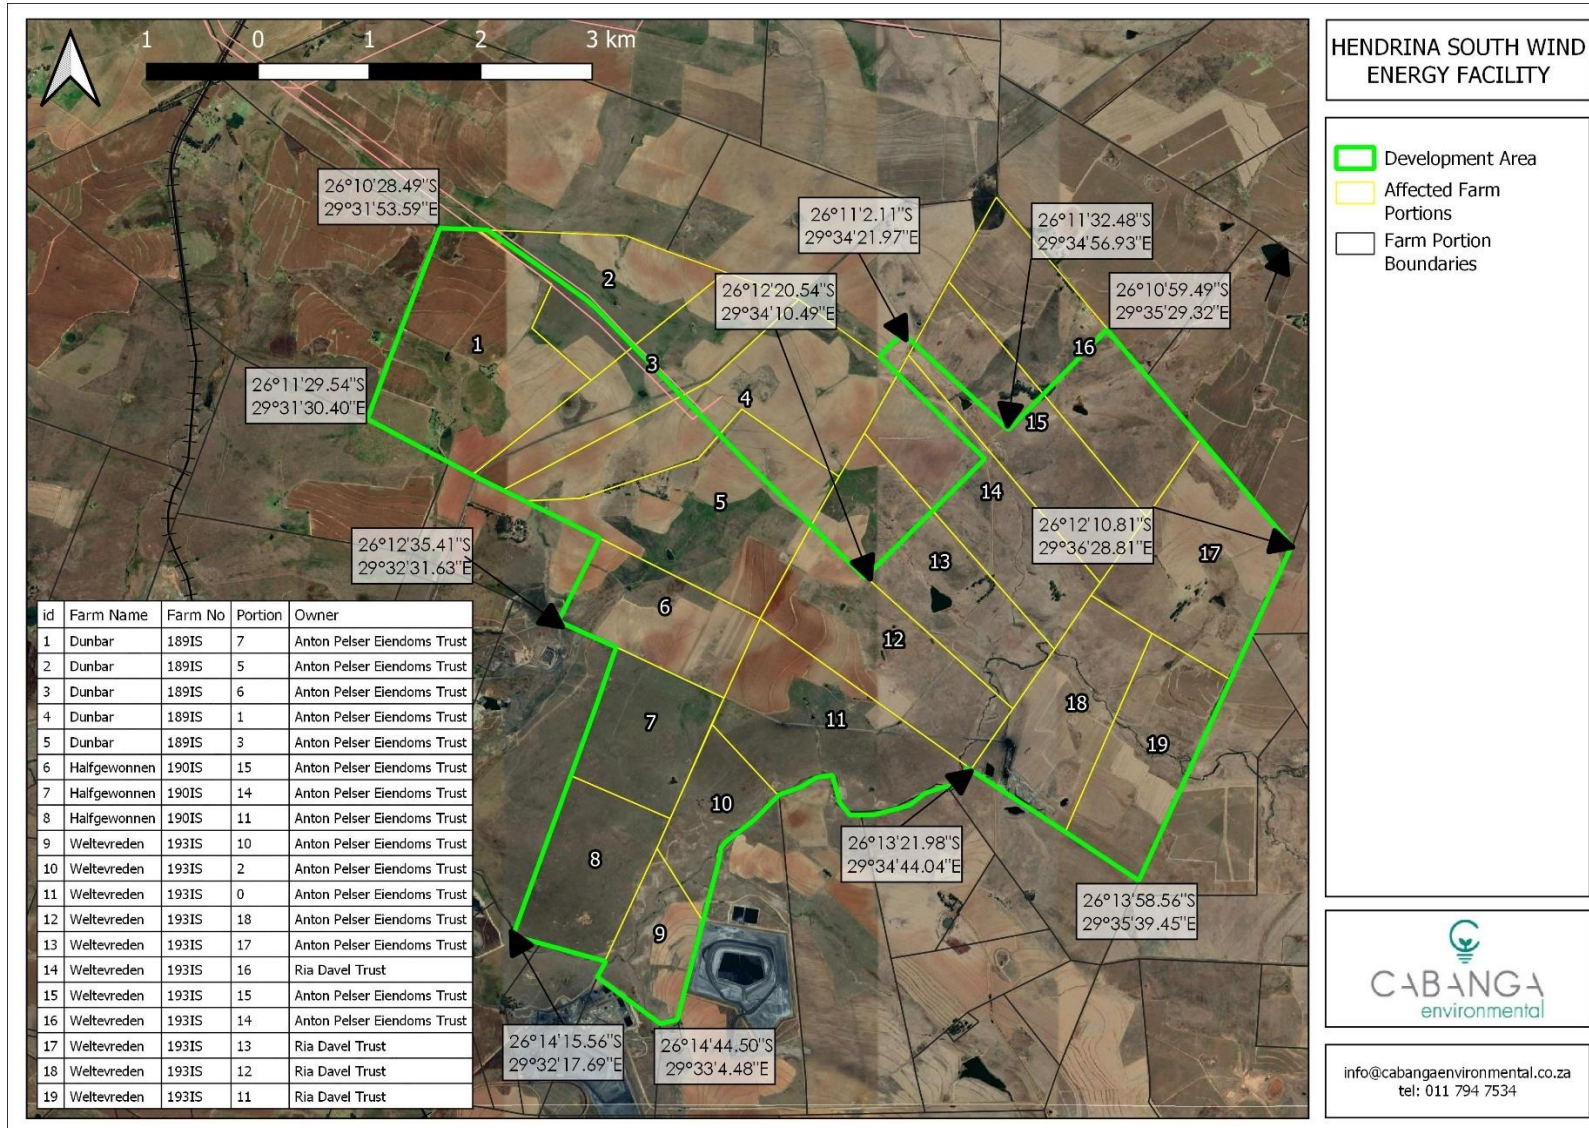 1 0 1 2 3 km
HENDRINA SOUTH WIND
ENERGY FACILITY
Development Area
Affected Farm
Portions
Farm Portion
Boundaries
26°10'28.49"S
29°31'53.59"E
26°11'2.11"S
29°34'21.97"E
26°11'32.48"S
29°34'56.93"E
26°12'20.54"S
29°34'10.49"E
26°10'59.49"S
29°35'29.32"E
26°11'29.54"S
29°31'30.40"E
26°12'10.81"S
29°36'28.81"E
26°12'35.41"S
29°32'31.63"E
26°13'21.98"S
29°34'44.04"E
26°13'58.56"S
29°35'39.45"E
26°14'15.56"S
29°32'17.69"E
26°14'44.50"S
29°33'4.48"E
1
2
3
4
5
6
7
8
9
10
11
12
13
14
15
16
17
18
19
id Farm Name Farm No Portion Owner
1 Dunbar 189IS 7 Anton Pelser Eiendoms Trust
2 Dunbar 189IS 5 Anton Pelser Eiendoms Trust
3 Dunbar 189IS 6 Anton Pelser Eiendoms Trust
4 Dunbar 189IS 1 Anton Pelser Eiendoms Trust
5 Dunbar 189IS 3 Anton Pelser Eiendoms Trust
6 Halfgewonnen 190IS 15 Anton Pelser Eiendoms Trust
7 Halfgewonnen 190IS 14 Anton Pelser Eiendoms Trust
8 Halfgewonnen 190IS 11 Anton Pelser Eiendoms Trust
9 Weltevreden 193IS 10 Anton Pelser Eiendoms Trust
10 Weltevreden 193IS 2 Anton Pelser Eiendoms Trust
11 Weltevreden 193IS 0 Anton Pelser Eiendoms Trust
12 Weltevreden 193IS 18 Anton Pelser Eiendoms Trust
13 Weltevreden 193IS 17 Anton Pelser Eiendoms Trust
14 Weltevreden 193IS 16 Ria Davel Trust
15 Weltevreden 193IS 15 Anton Pelser Eiendoms Trust
16 Weltevreden 193IS 14 Anton Pelser Eiendoms Trust
17 Weltevreden 193IS 13 Ria Davel Trust
18 Weltevreden 193IS 12 Ria Davel Trust
19 Weltevreden 193IS 11 Ria Davel Trust
CABANGA
environmental
info@cabangaenvironmental.co.za
tel: 011 794 7534